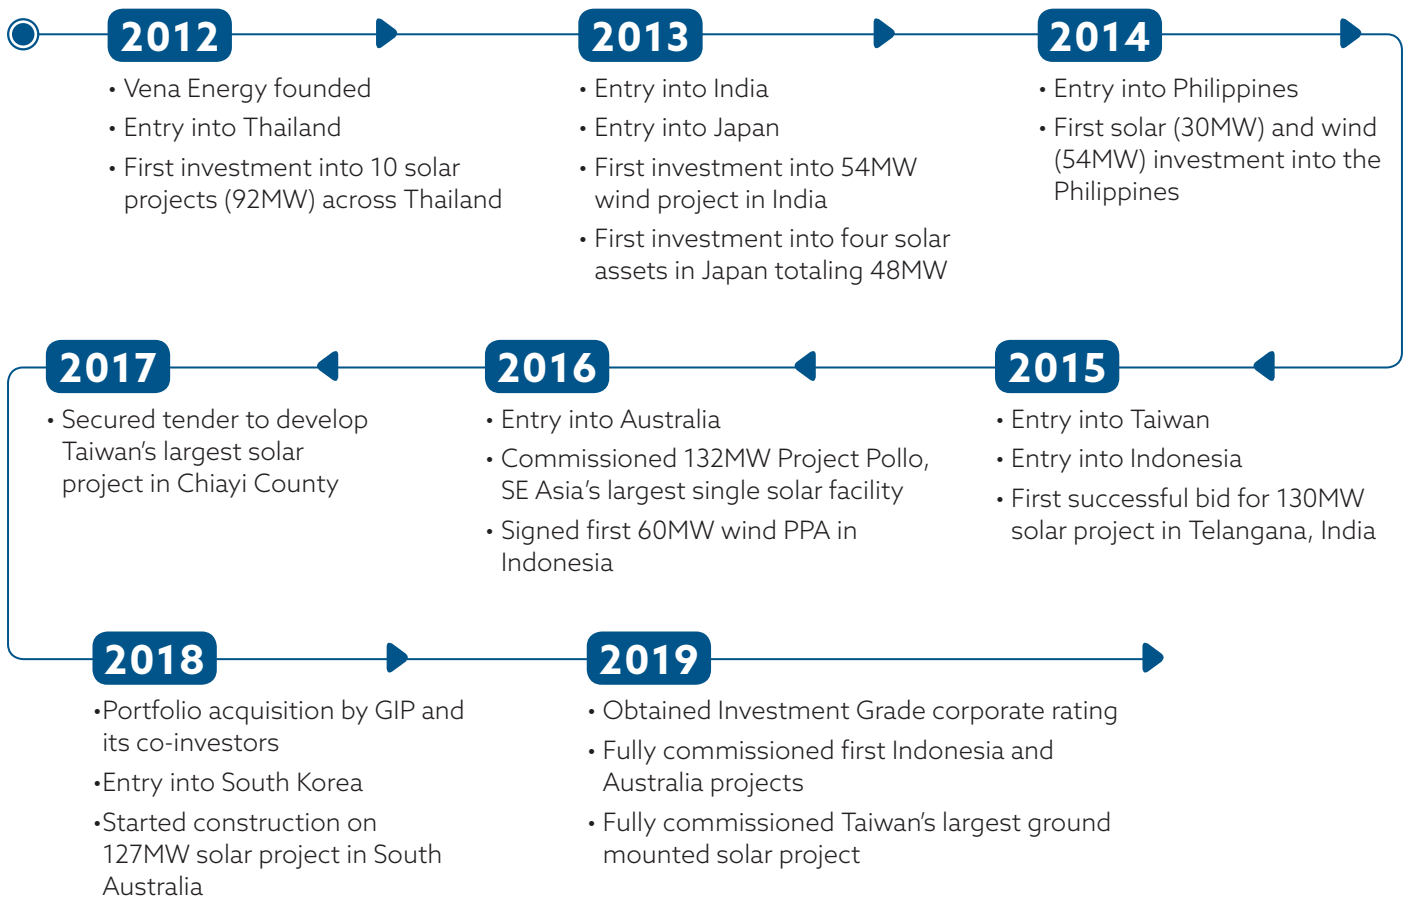 2012
• Vena Energy founded
• Entry into Thailand
• First investment into 10 solar
projects (92MW) across Thailand
2013
• Entry into India
• Entry into Japan
• First investment into 54MW
wind project in India
• First investment into four solar
assets in Japan totaling 48MW
2014
• Entry into Philippines
• First solar (30MW) and wind
(54MW) investment into the
Philippines
2015
• Entry into Taiwan
• Entry into Indonesia
• First successful bid for 130MW
solar project in Telangana, India
2016
• Entry into Australia
• Commissioned 132MW Project Pollo,
SE Asia's largest single solar facility
• Signed first 60MW wind PPA in
Indonesia
2017
• Secured tender to develop
Taiwan's largest solar
project in Chiayi County
2018
•Portfolio acquisition by GIP and
its co-investors
•Entry into South Korea
•Started construction on
127MW solar project in South
Australia
2019
• Obtained Investment Grade corporate rating
• Fully commissioned first Indonesia and
Australia projects
• Fully commissioned Taiwan's largest ground
mounted solar project